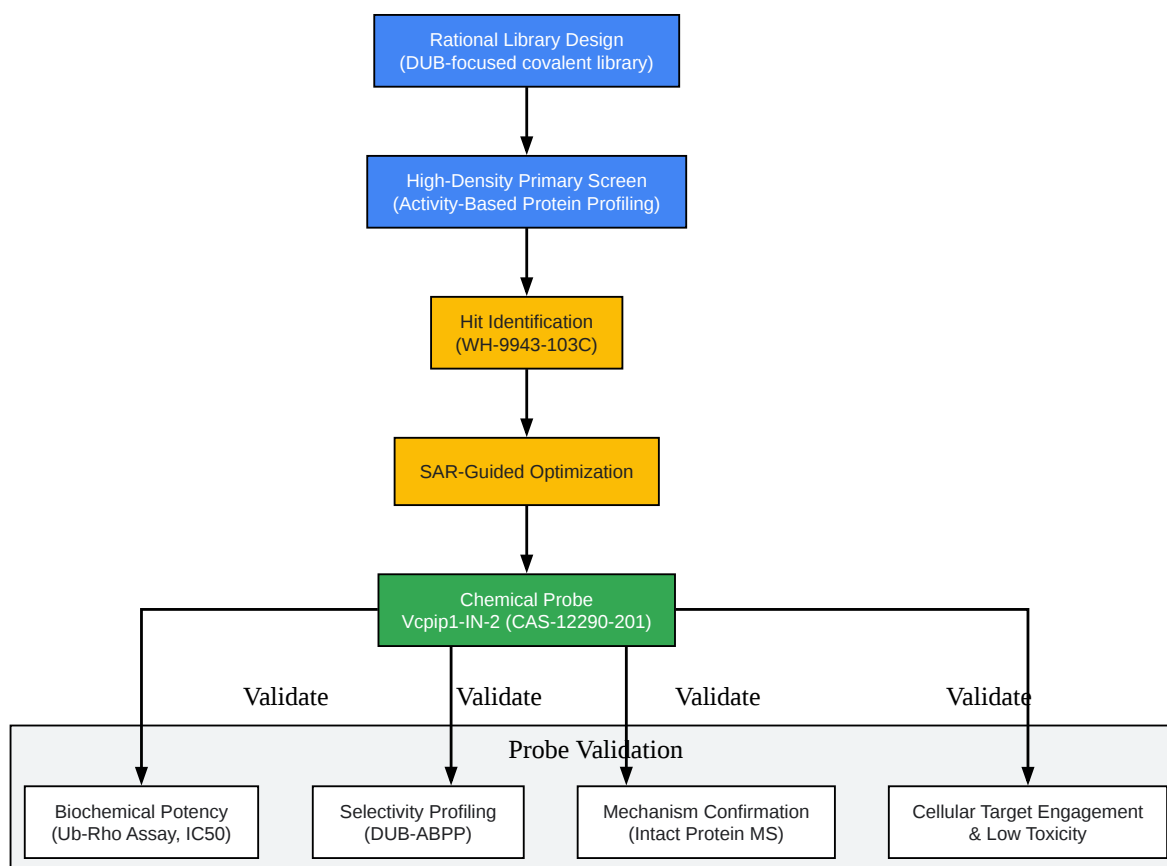 Rational Library Design
(DUB-focused covalent library)
High-Density Primary Screen
(Activity-Based Protein Profiling)
Hit Identification
(WH-9943-103C)
SAR-Guided Optimization
Chemical Probe
Vcpip1-IN-2 (CAS-12290-201)
Validate
Validate
Validate
Validate
Probe Validation
Biochemical Potency
(Ub-Rho Assay, IC50)
Selectivity Profiling
(DUB-ABPP)
Mechanism Confirmation
(Intact Protein MS)
Cellular Target Engagement
& Low Toxicity